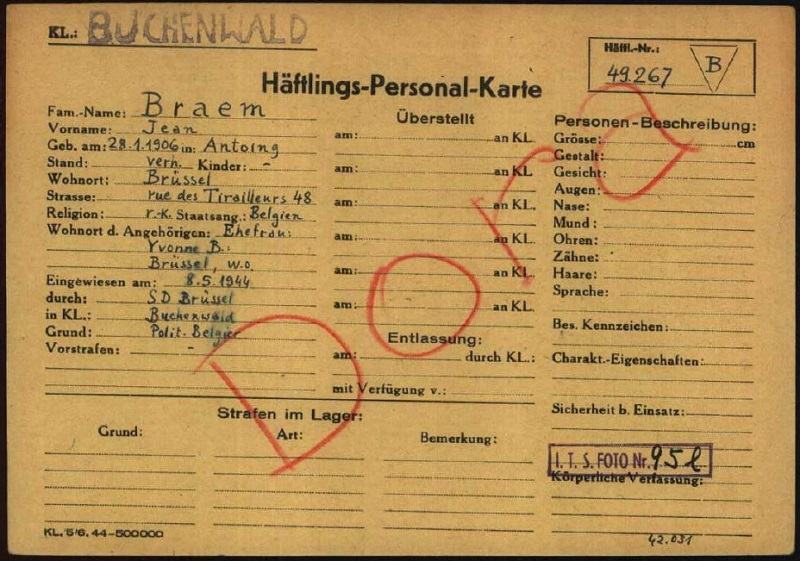 KL.: BUCHENWALD
Häftl.-Nr.:
49.267
B
Häftlings-Personal-Karte
Fam.-Name: Braem
Vorname: Jean
Geb. am: 28.1.1906 in: Antoing
Stand: verh. Kinder: -
Wohnort: Brüssel
Strasse: rue des Tirailleurs 48
Religion: r.-k. Staatsang.: Belgien
Wohnort d. Angehörigen: Ehefrau:
Yvonne B.:
Brüssel, w.o.
Eingewiesen am: 8.5.1944
durch: S.D Brüssel
in KL.: Buchenwald
Grund: Polit. Belgier
Vorstrafen: -
Überstellt
am: an KL.
am: an KL.
am: an KL.
am: an KL.
am: an KL.
am: an KL.
Entlassung:
am: durch KL.:
mit Verfügung v.:
Personen-Beschreibung:
Grösse: cm
Gestalt:
Gesicht:
Augen:
Nase:
Mund:
Ohren:
Zähne:
Haare:
Sprache:
Bes. Kennzeichen:
Charakt.-Eigenschaften:
Sicherheit b. Einsatz:
I.T.S. FOTO Nr. 95l
Körperliche Verfassung:
Dora
Strafen im Lager:
Grund: Art: Bemerkung:
KL./5/6. 44-500000
42.031